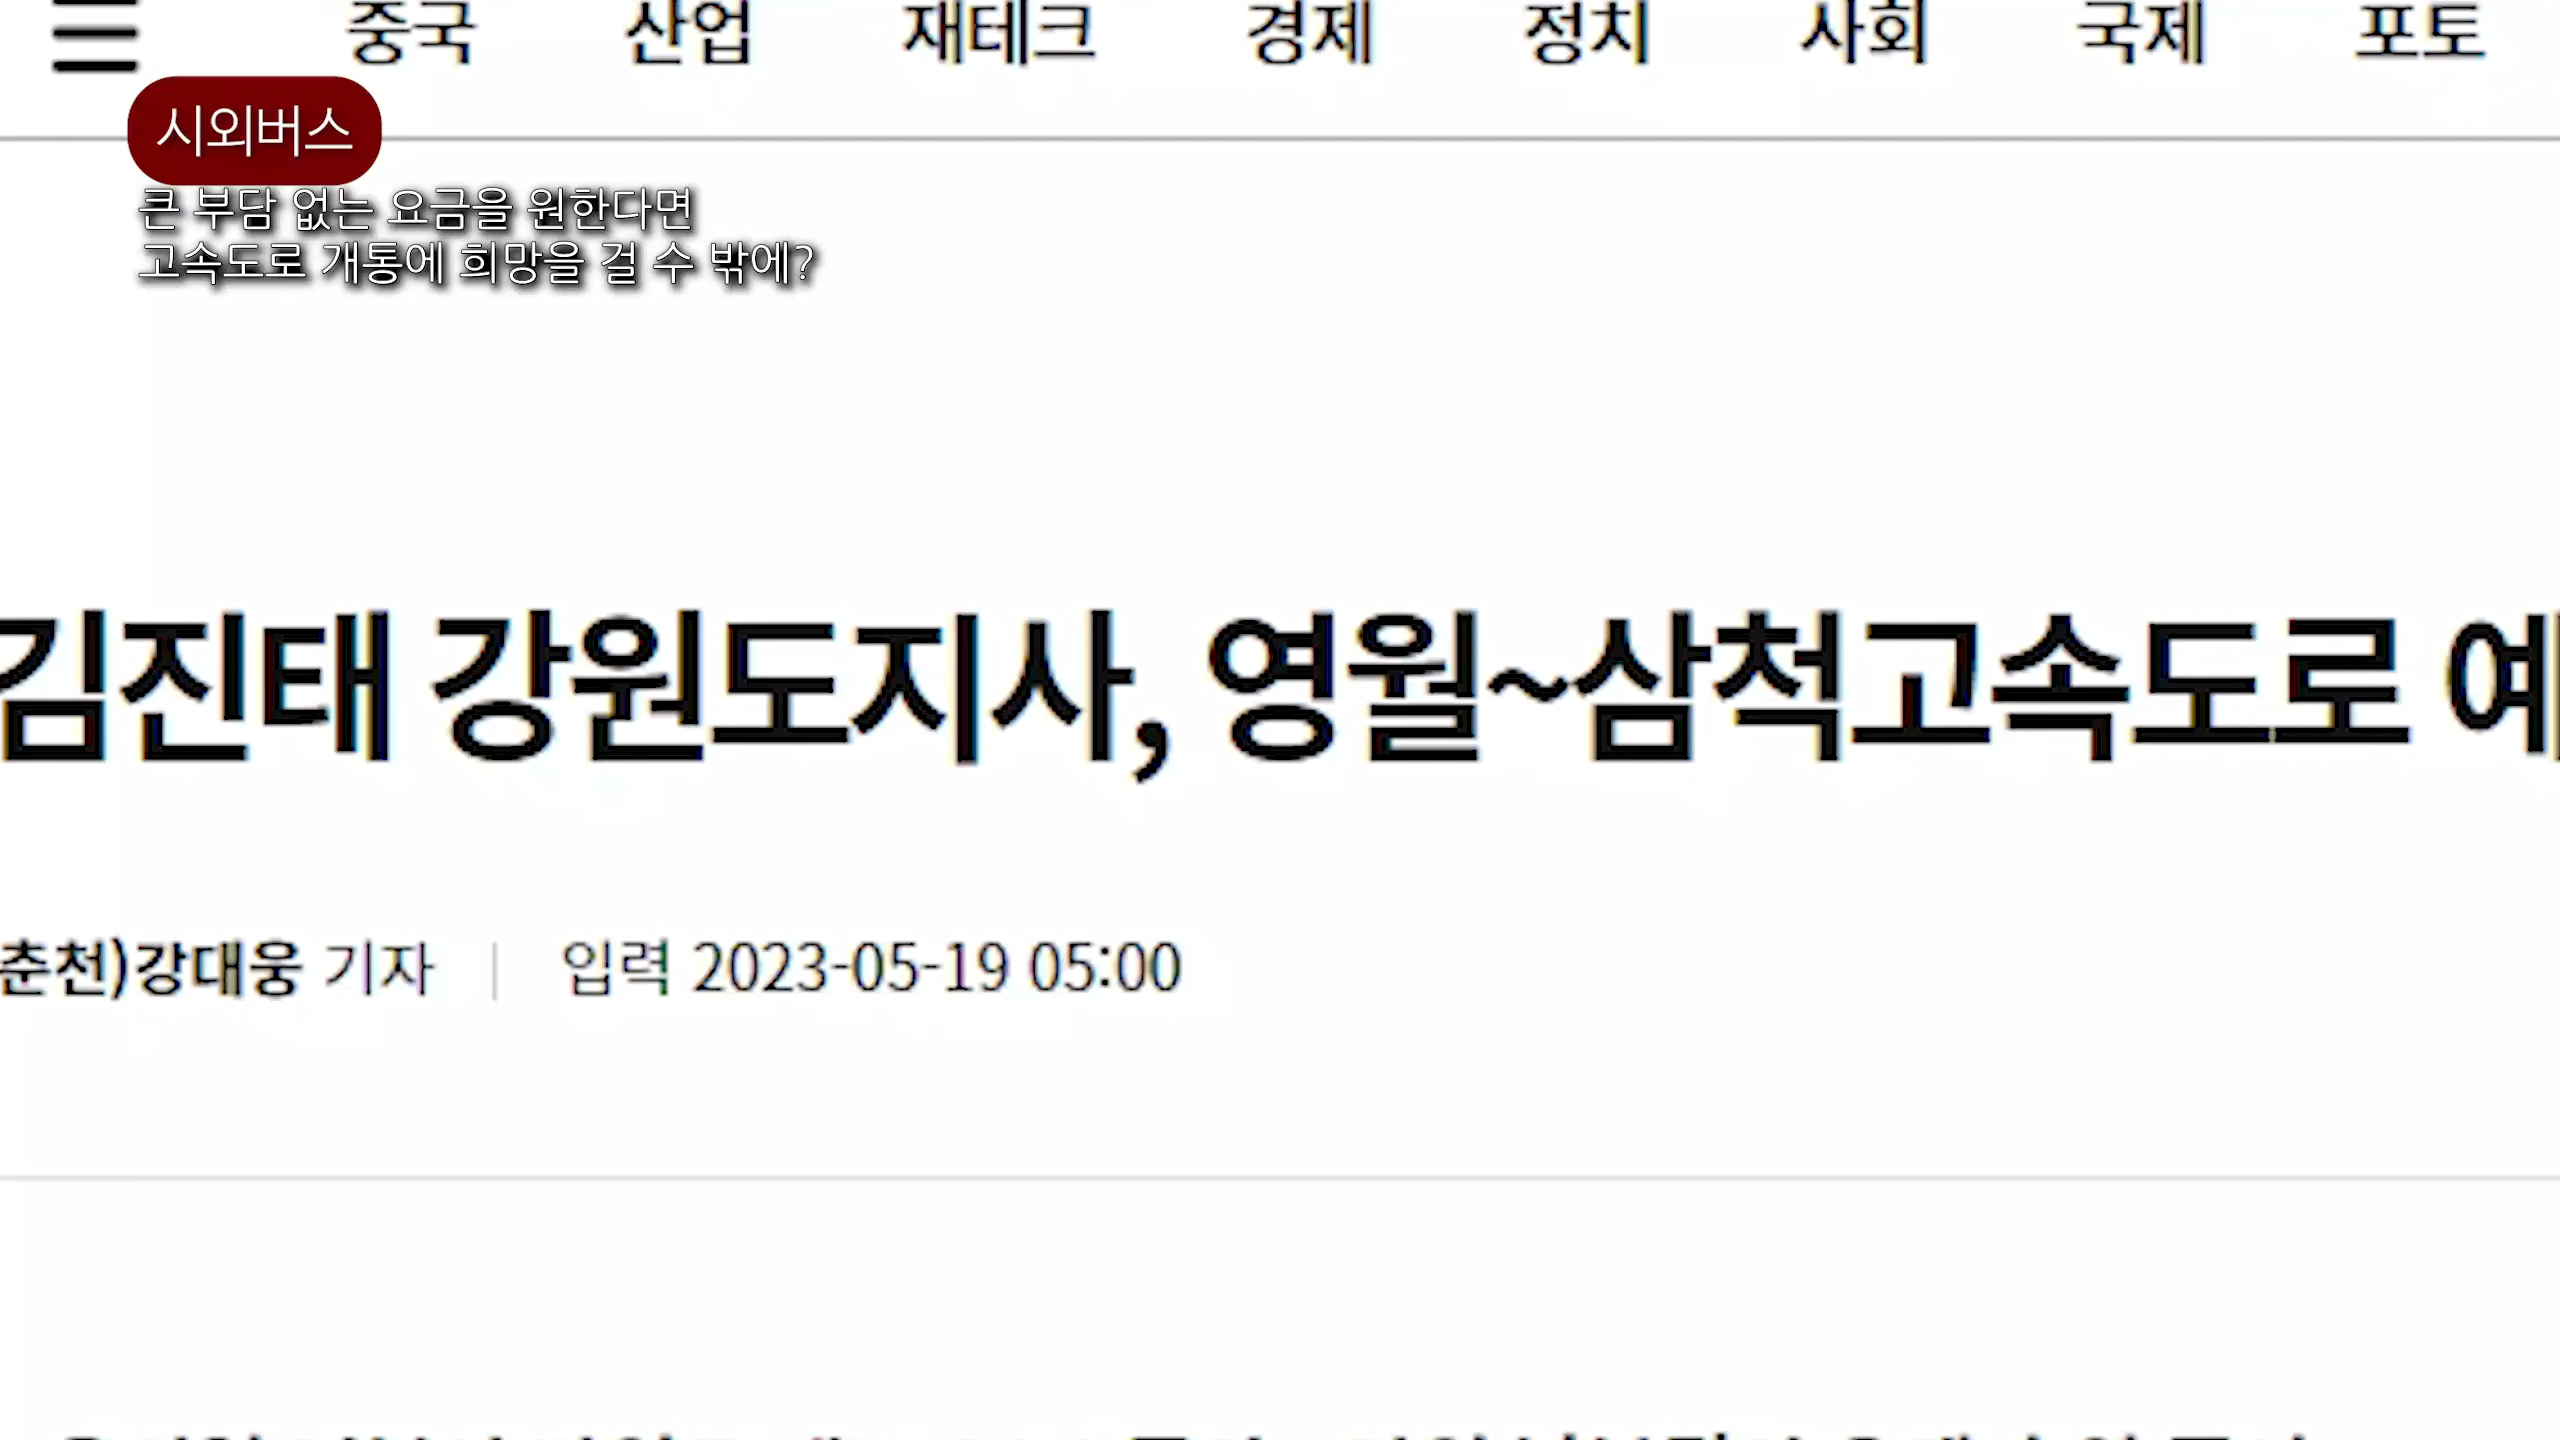 중국 산업 재테크 경제 정치 사회 국제 포토
시외버스
큰 부담 없는 요금을 원한다면
고속도로 개통에 희망을 걸 수 밖에?
김진태 강원도지사, 영월~삼척고속도로 예
춘천)강대웅 기자 | 입력 2023-05-19 05:00